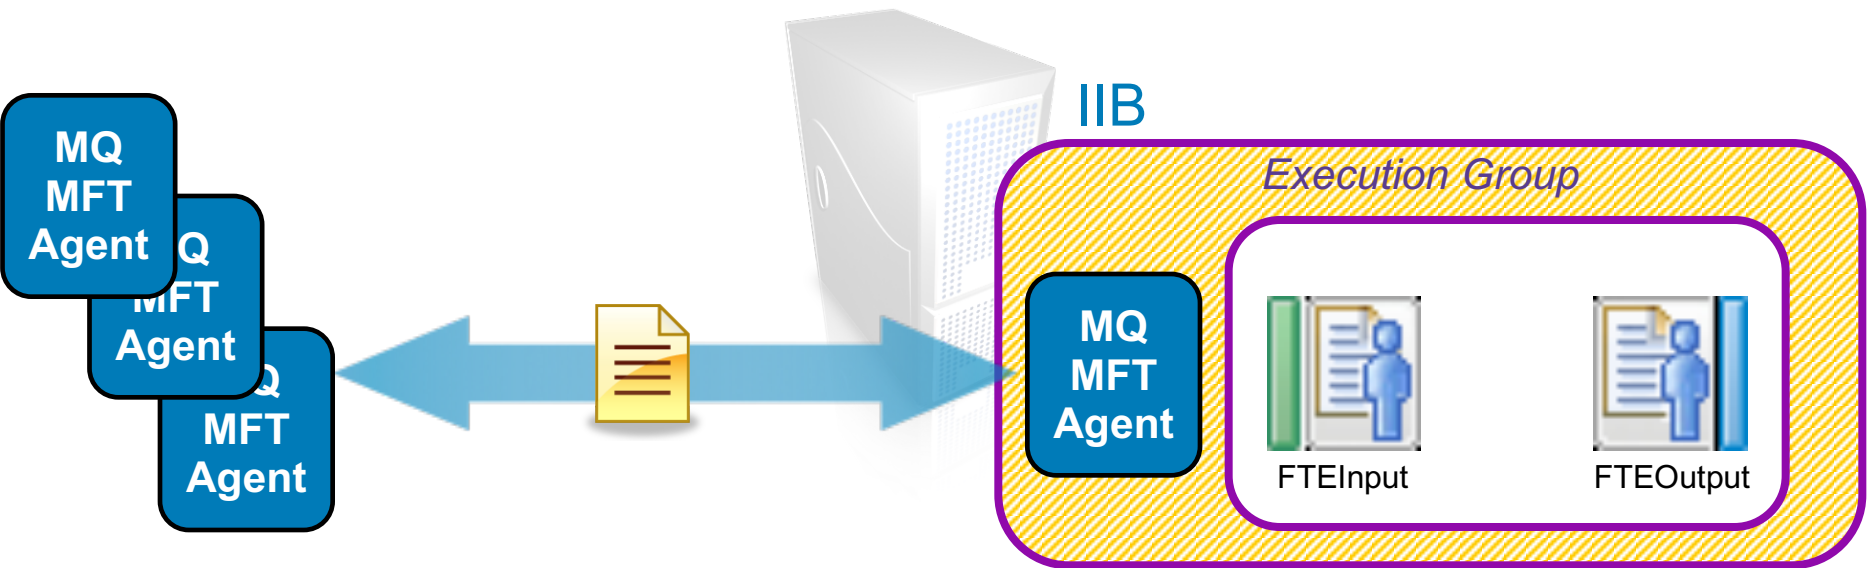 MQ
MFT
Agent
Q
MFT
Agent
Q
MFT
Agent
IIB
Execution Group
MQ
MFT
Agent
FTEInput
FTEOutput